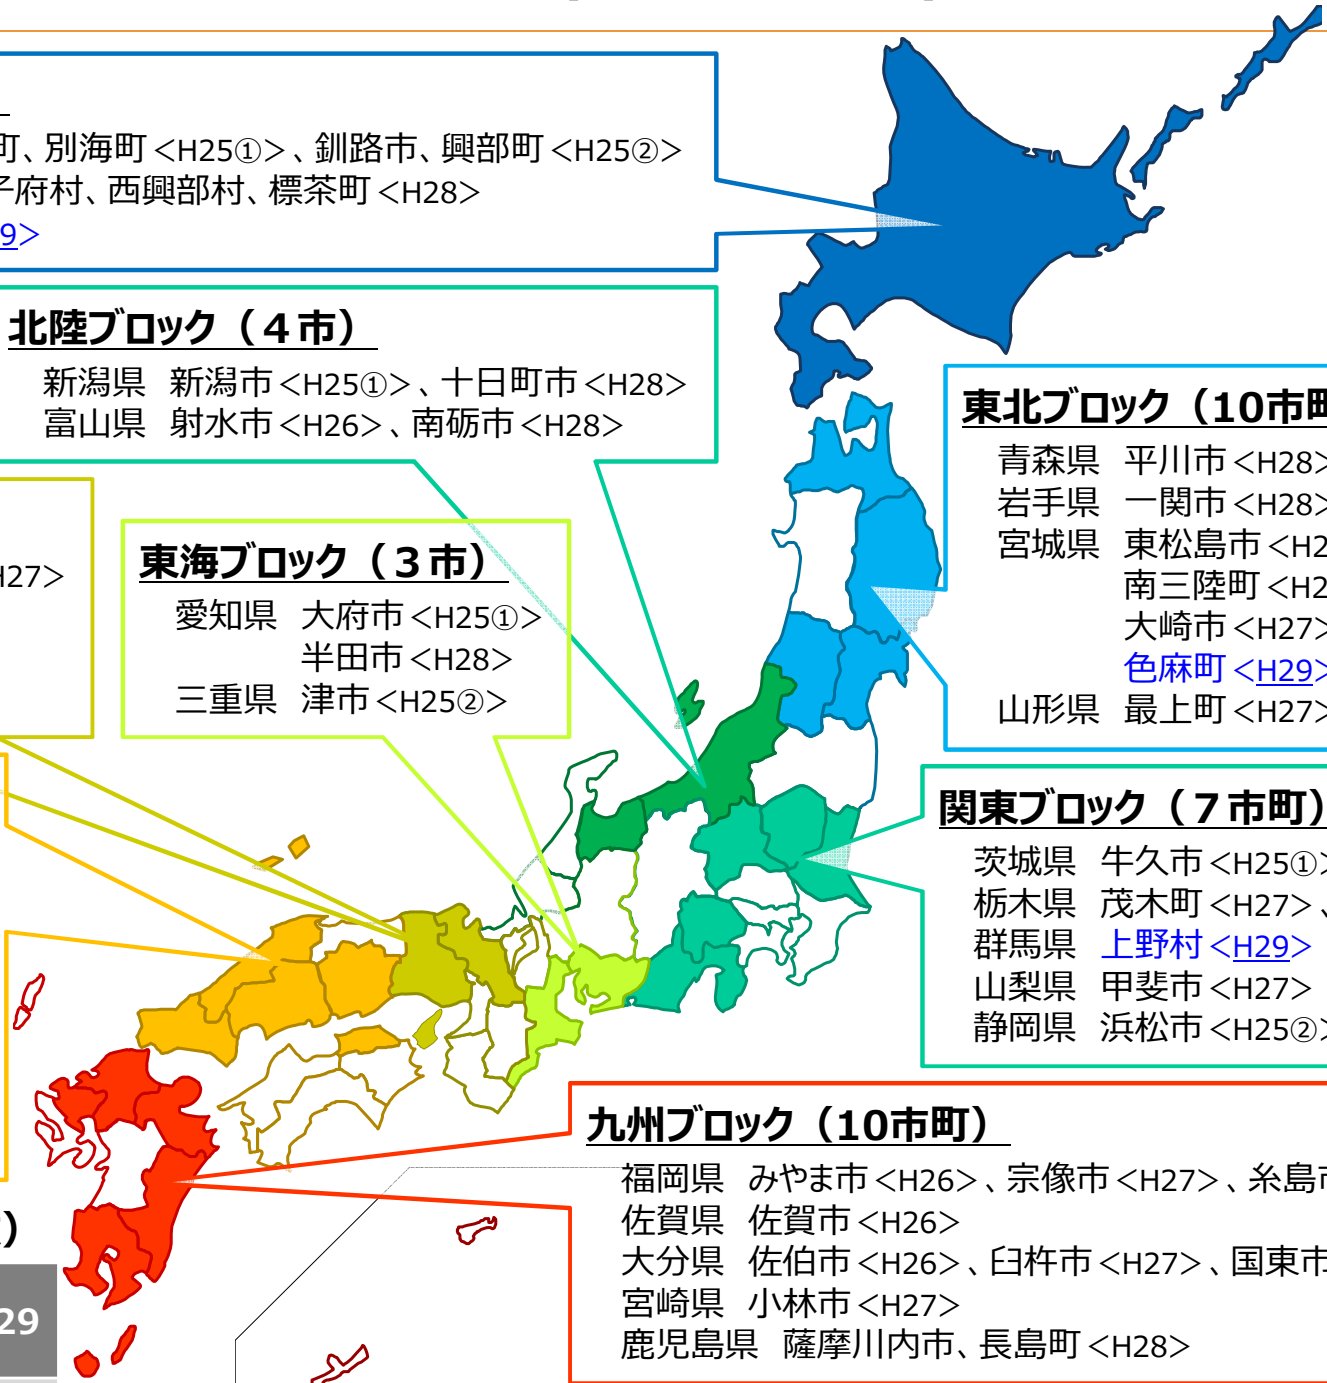 町、別海町<H25①>、釧路市、興部町<H25②>
子府村、西興部村、標茶町<H28>
9>
北陸ブロック（４市）
新潟県 新潟市<H25①>、十日町市<H28>
富山県 射水市<H26>、南砺市<H28>
H27>
東海ブロック（３市）
愛知県 大府市<H25①>
半田市<H28>
三重県 津市<H25②>
東北ブロック（10市町
青森県 平川市<H28>
岩手県 一関市<H28>
宮城県 東松島市<H2
南三陸町<H2
大崎市<H27>
色麻町<H29>
山形県 最上町<H27>
関東ブロック（７市町）
茨城県 牛久市<H25①>
栃木県 茂木町<H27>、
群馬県 上野村<H29>
山梨県 甲斐市<H27>
静岡県 浜松市<H25②>
九州ブロック（10市町）
福岡県 みやま市<H26>、宗像市<H27>、糸島市
佐賀県 佐賀市<H26>
大分県 佐伯市<H26>、臼杵市<H27>、国東市
宮崎県 小林市<H27>
鹿児島県 薩摩川内市、長島町<H28>
)
29